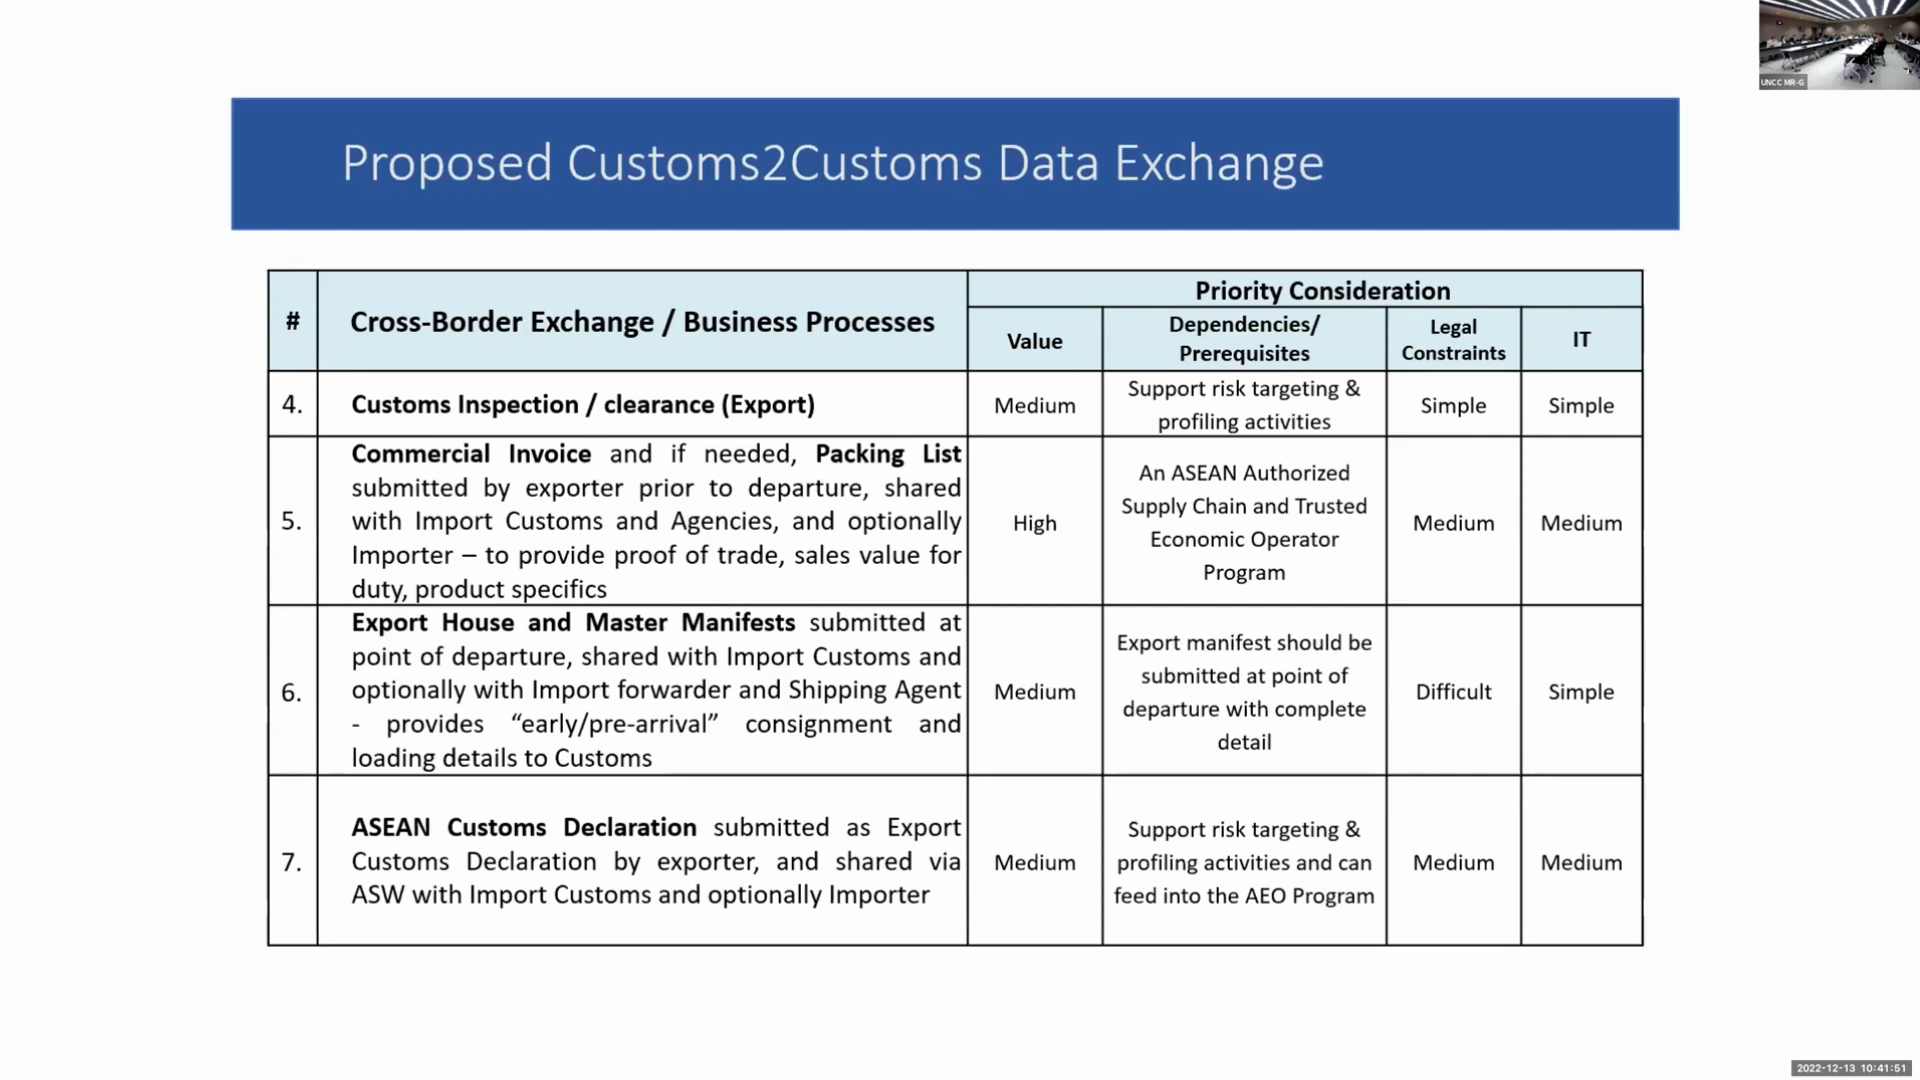 UNCC MR-G
Proposed Customs2Customs Data Exchange
#
Cross-Border Exchange / Business Processes
Priority Consideration
Value
Dependencies/
Prerequisites
Legal
Constraints
IT
4.
Customs Inspection / clearance (Export)
Medium
Support risk targeting &
profiling activities
Simple
Simple
5.
Commercial Invoice and if needed, Packing List
submitted by exporter prior to departure, shared
with Import Customs and Agencies, and optionally
Importer – to provide proof of trade, sales value for
duty, product specifics
High
An ASEAN Authorized
Supply Chain and Trusted
Economic Operator
Program
Medium
Medium
6.
Export House and Master Manifests submitted at
point of departure, shared with Import Customs and
optionally with Import forwarder and Shipping Agent
- provides “early/pre-arrival” consignment and
loading details to Customs
Medium
Export manifest should be
submitted at point of
departure with complete
detail
Difficult
Simple
7.
ASEAN Customs Declaration submitted as Export
Customs Declaration by exporter, and shared via
ASW with Import Customs and optionally Importer
Medium
Support risk targeting &
profiling activities and can
feed into the AEO Program
Medium
Medium
2022-12-13 10:41:51